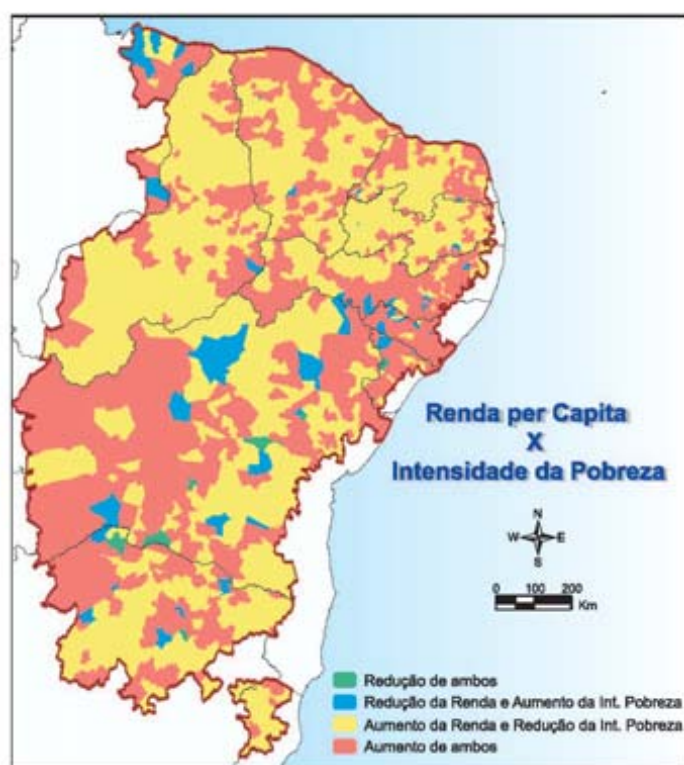 Renda per Capita
X
Intensidade da Pobreza
N
W E
S
0 100 200
Km
Redução de ambos
Redução da Renda e Aumento da Int. Pobreza
Aumento da Renda e Redução da Int. Pobreza
Aumento de ambos